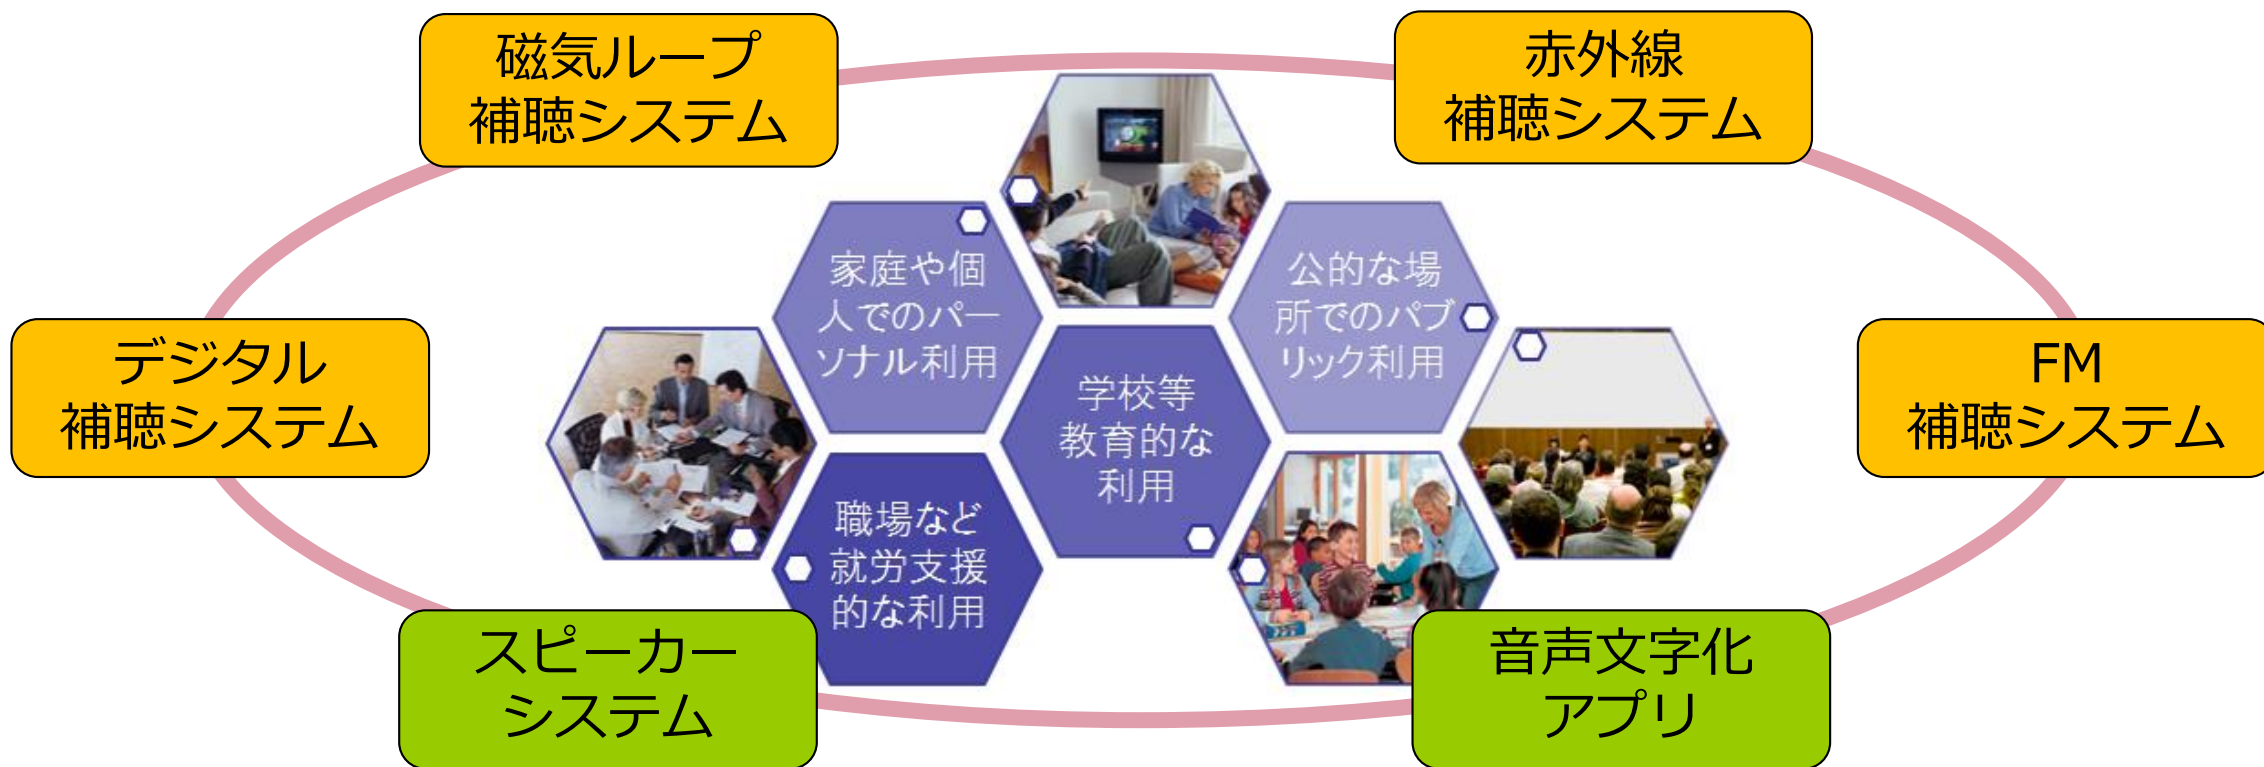 磁気ループ
補聴システム
赤外線
補聴システム
家庭や個
人でのパー
ソナル利用
公的な場
所でのパブ
リック利用
デジタル
補聴システム
学校等
教育的な
利用
FM
補聴システム
職場など
就労支援
的な利用
スピーカー
システム
音声文字化
アプリ